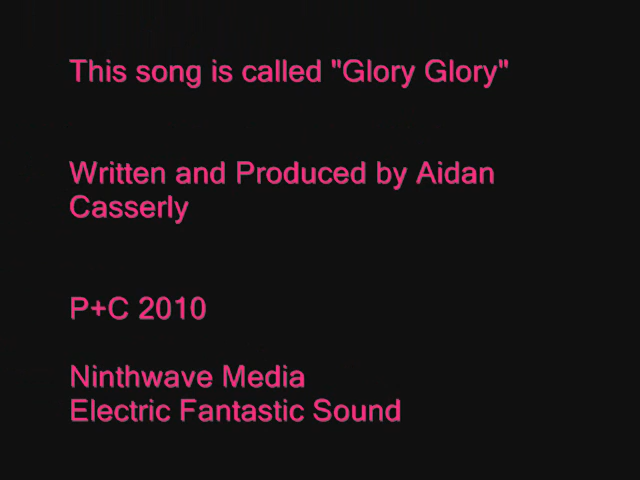 This song is called "Glory Glory"
Written and Produced by Aidan
Casserly
P+C 2010
Ninthwave Media
Electric Fantastic Sound